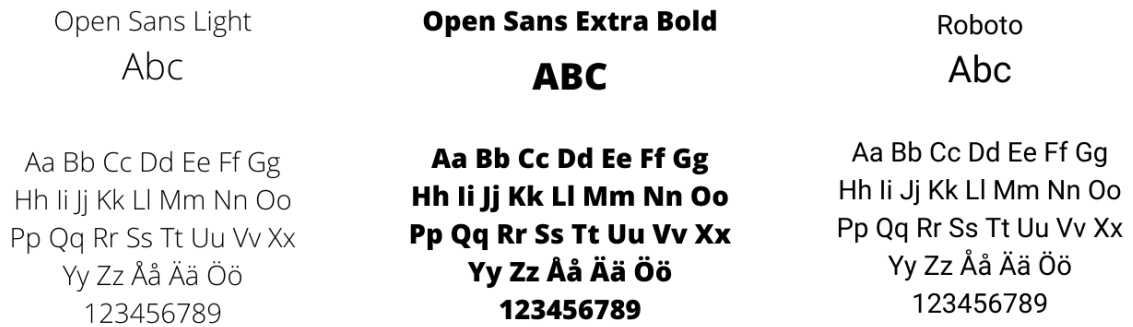 Open Sans Light
Abc
Aa Bb Cc Dd Ee Ff Gg
Hh Ii Jj Kk Ll Mm Nn Oo
Pp Qq Rr Ss Tt Uu Vv Xx
Yy Zz Åå Ää Öö
123456789
Open Sans Extra Bold
ABC
Aa Bb Cc Dd Ee Ff Gg
Hh Ii Jj Kk Ll Mm Nn Oo
Pp Qq Rr Ss Tt Uu Vv Xx
Yy Zz Åå Ää Öö
123456789
Roboto
Abc
Aa Bb Cc Dd Ee Ff Gg
Hh Ii Jj Kk Ll Mm Nn Oo
Pp Qq Rr Ss Tt Uu Vv Xx
Yy Zz Åå Ää Öö
123456789